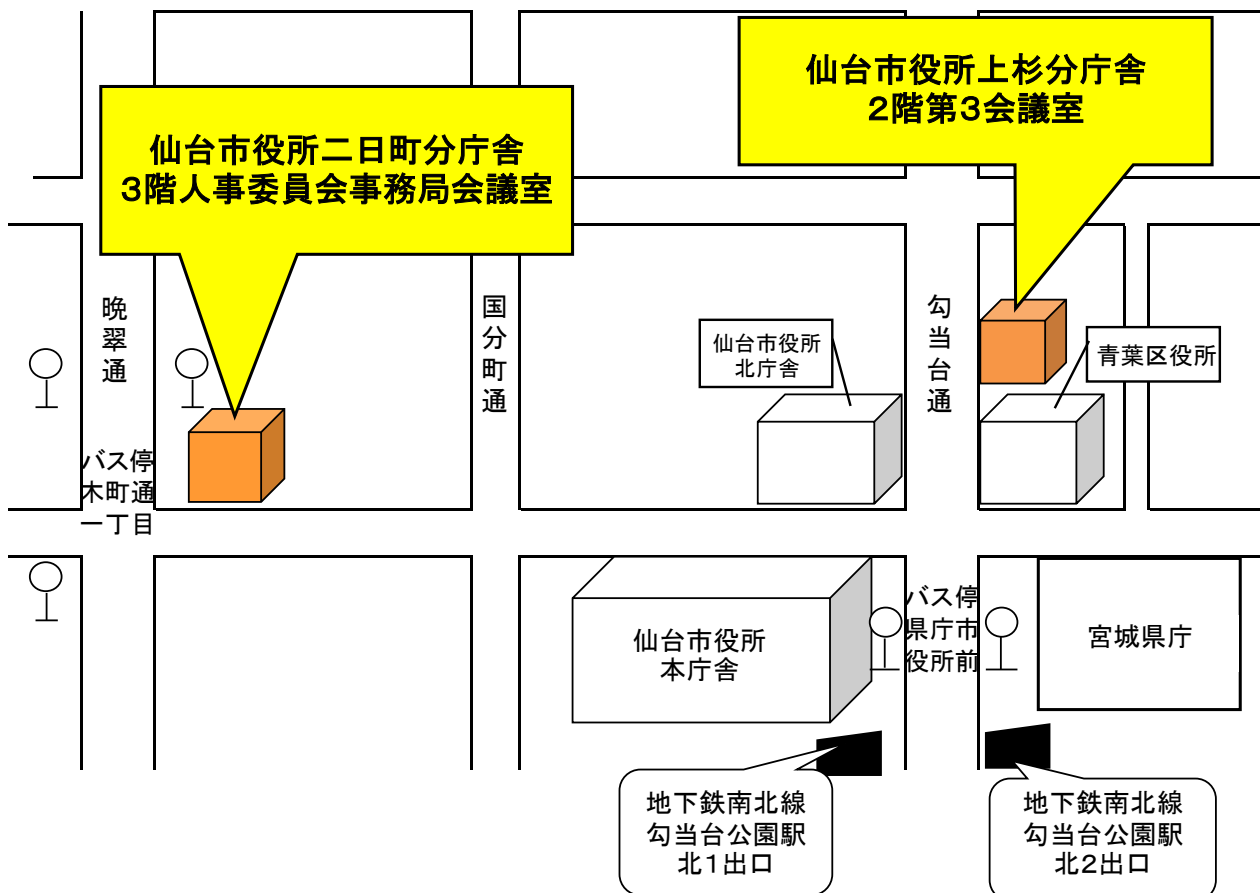 仙台市役所上杉分庁舎
2階第3会議室
仙台市役所二日町分庁舎
3階人事委員会事務局会議室
晩翠通
国分町通
勾当台通
仙台市役所
北庁舎
青葉区役所
バス停
木町通
一丁目
仙台市役所
本庁舎
バス停
県庁市
役所前
宮城県庁
地下鉄南北線
勾当台公園駅
北1出口
地下鉄南北線
勾当台公園駅
北2出口